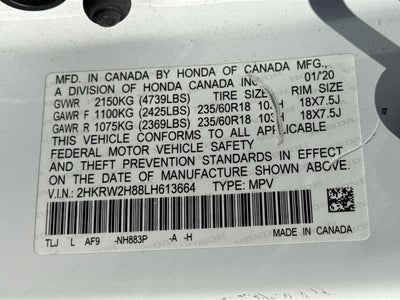 MFD. IN CANADA BY HONDA OF CANADA MFG.,
A DIVISION OF HONDA CANADA INC. 01/'20
GVWR 2150KG (4739LBS) TIRE SIZE RIM SIZE
GAWR F 1100KG (2425LBS) 235/60R18 103H 18X7.5J
GAWR R 1075KG (2369LBS) 235/60R18 103H 18X7.5J
THIS VEHICLE CONFORMS TO ALL APPLICABLE
FEDERAL MOTOR VEHICLE SAFETY
AND THEFT PREVENTION STANDARDS IN EFFECT
ON THE DATE OF MANUFACTURE SHOWN ABOVE.
V.I.N.: 2HKRW2H88LH613664 TYPE: MPV
TLJ L AF9 -NH883P -A -H MADE IN CANADA